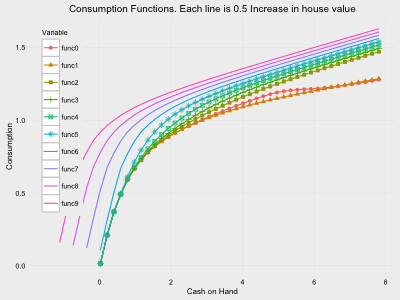 Consumption Functions. Each line is 0.5 Increase in house value
Variable
func0
func1
func2
func3
func4
func5
func6
func7
func8
func9
Consumption
1.5
1.0
0.5
0.0
0
2
4
6
8
Cash on Hand